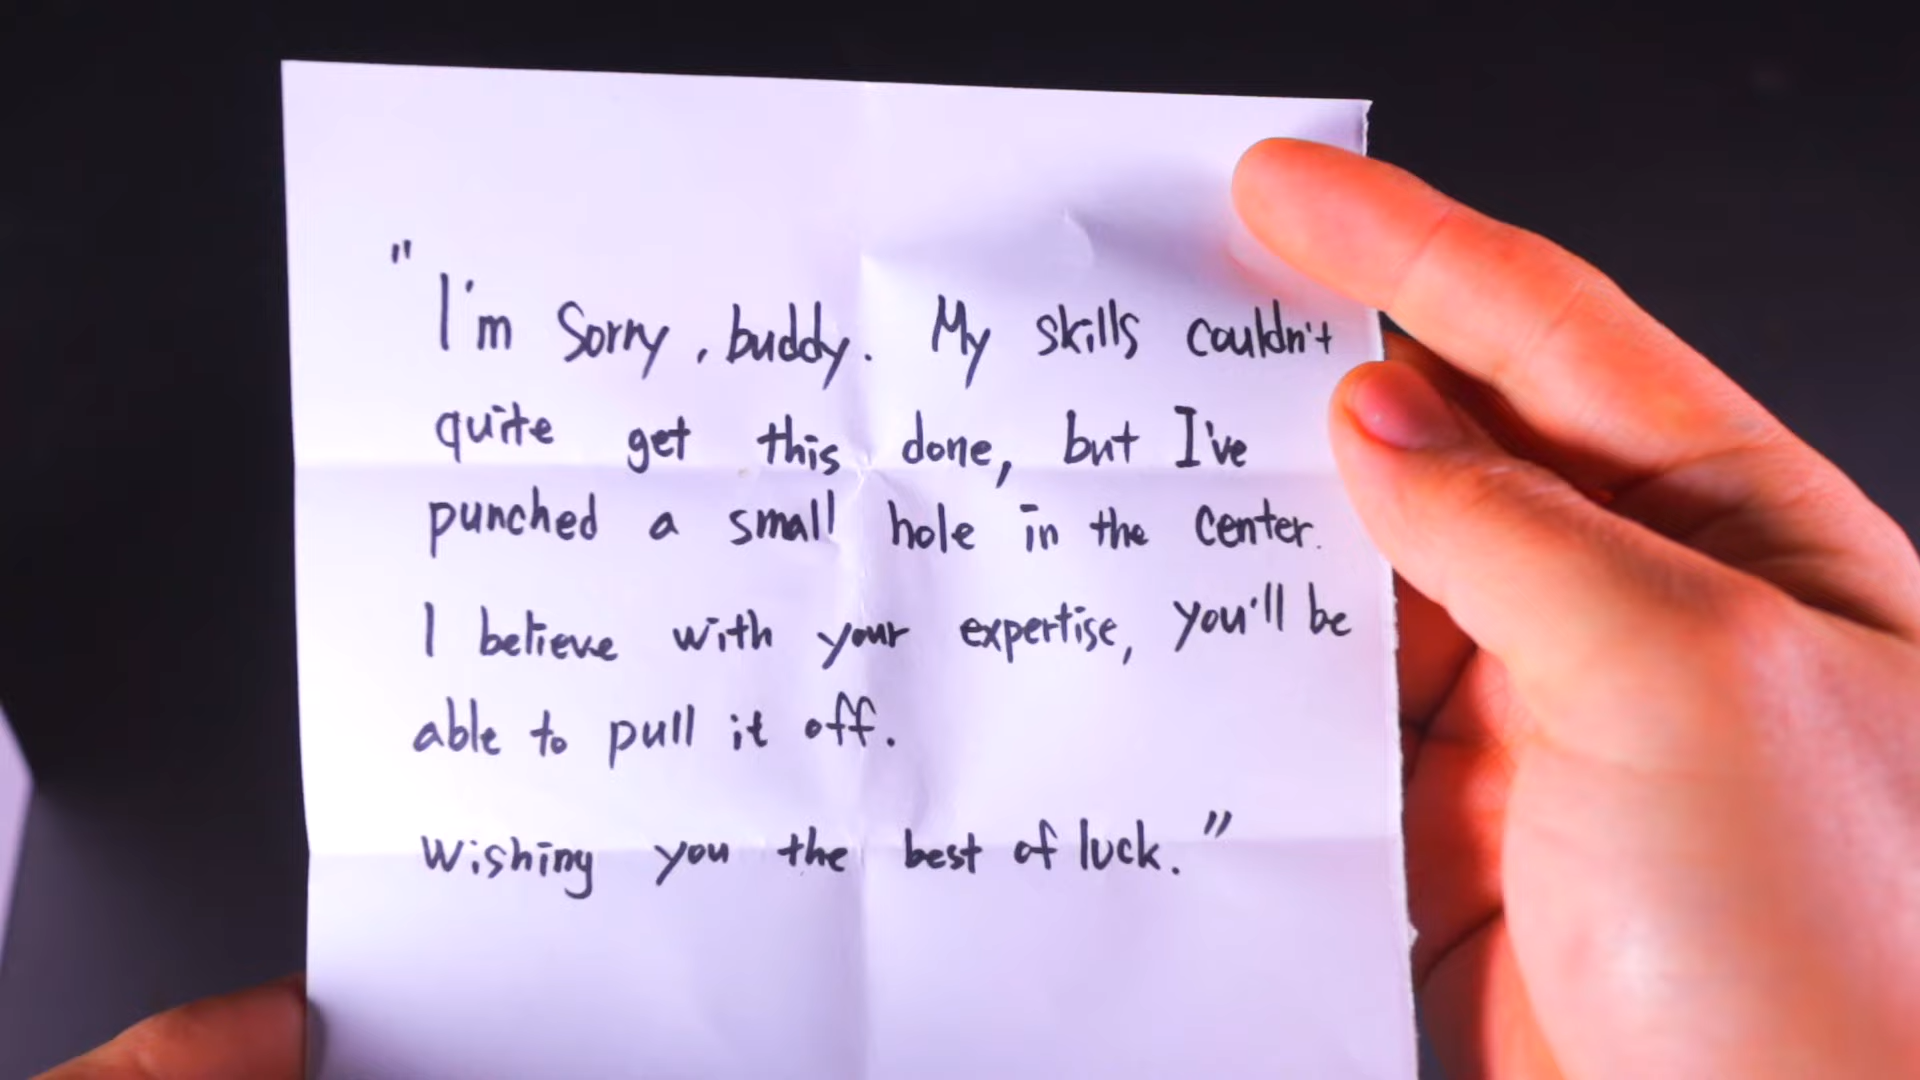 "I'm Sorry, buddy. My skills couldn't
quite get this done, but I've
punched a small hole in the center.
I believe with your expertise, you'll be
able to pull it off.
Wishing you the best of luck."